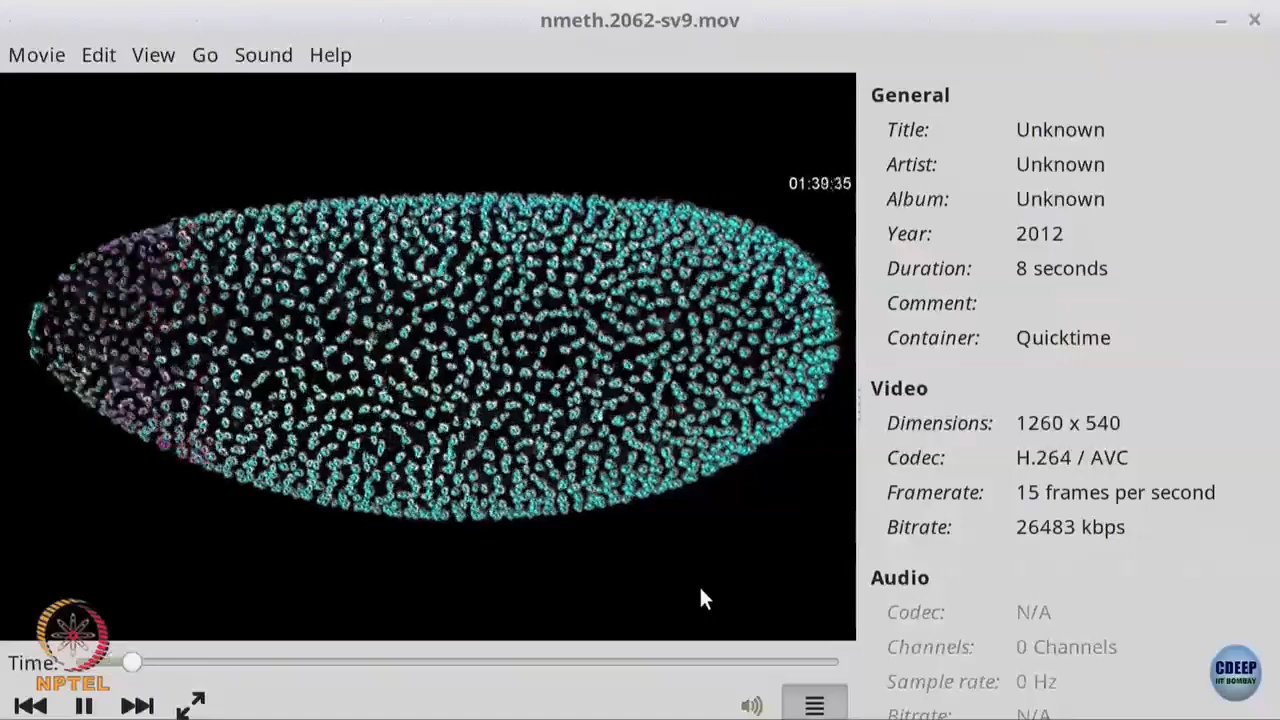 nmeth.2062-sv9.mov
Movie Edit View Go Sound Help
01:39:35
General
Title: Unknown
Artist: Unknown
Album: Unknown
Year: 2012
Duration: 8 seconds
Comment:
Container: Quicktime
Video
Dimensions: 1260 x 540
Codec: H.264 / AVC
Framerate: 15 frames per second
Bitrate: 26483 kbps
Audio
Codec: N/A
Channels: 0 Channels
Sample rate: 0 Hz
Bitrate: N/A
Time:
NPTEL
CDEEP
IIT BOMBAY